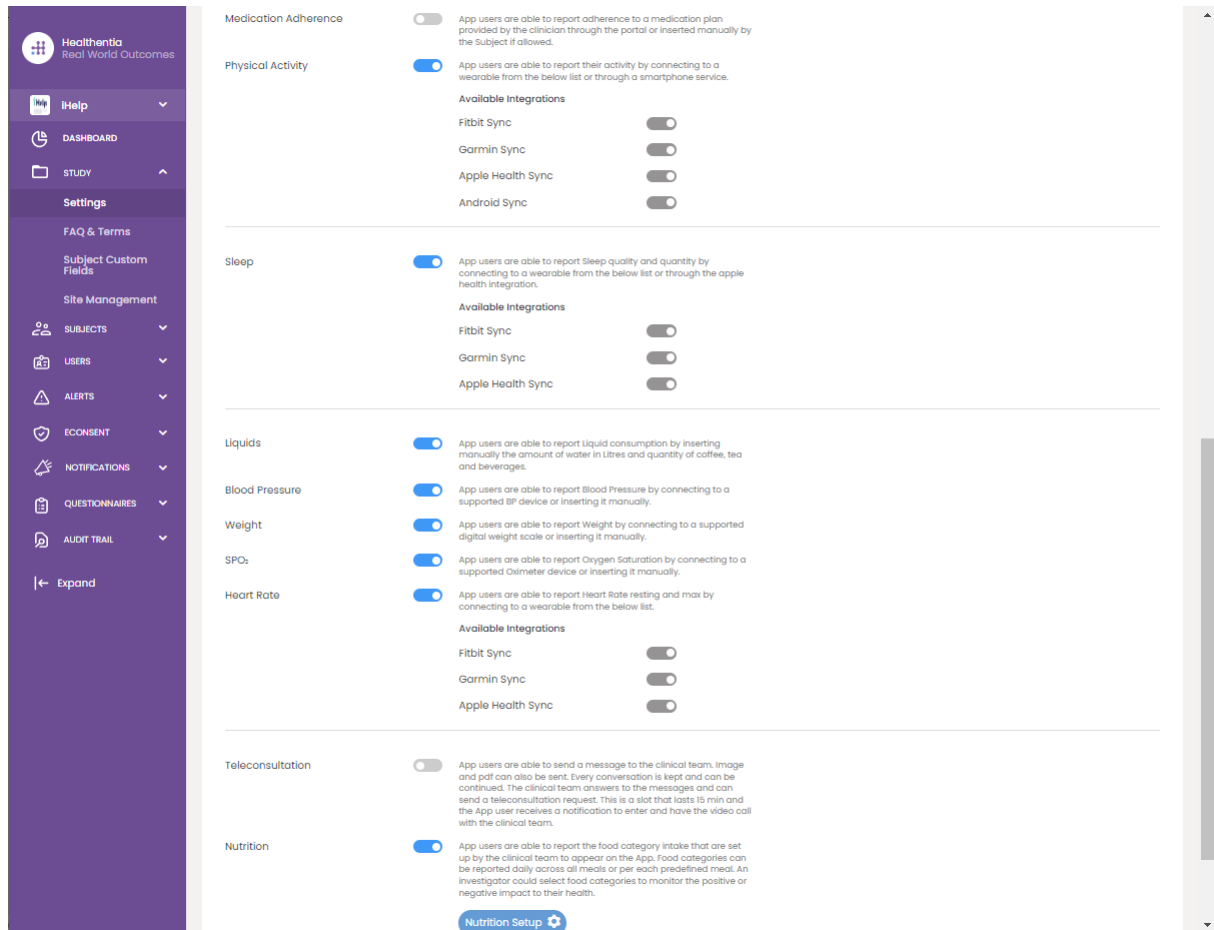 Healthentia
Real World Outcomes
iHelp
iHelp
DASHBOARD
STUDY
Settings
FAQ & Terms
Subject Custom
Fields
Site Management
SUBJECTS
USERS
ALERTS
ECONSENT
NOTIFICATIONS
QUESTIONNAIRES
AUDIT TRAIL
Expand
Medication Adherence
App users are able to report adherence to a medication plan
provided by the clinician through the portal or inserted manually by
the Subject if allowed.
Physical Activity
App users are able to report their activity by connecting to a
wearable from the below list or through a smartphone service.
Available Integrations
Fitbit Sync
Garmin Sync
Apple Health Sync
Android Sync
Sleep
App users are able to report Sleep quality and quantity by
connecting to a wearable from the below list or through the apple
health integration.
Available Integrations
Fitbit Sync
Garmin Sync
Apple Health Sync
Liquids
App users are able to report Liquid consumption by inserting
manually the amount of water in Litres and quantity of coffee, tea
and beverages.
Blood Pressure
App users are able to report Blood Pressure by connecting to a
supported BP device or inserting it manually.
Weight
App users are able to report Weight by connecting to a supported
digital weight scale or inserting it manually.
SPO₂
App users are able to report Oxygen Saturation by connecting to a
supported Oximeter device or inserting it manually.
Heart Rate
App users are able to report Heart Rate resting and max by
connecting to a wearable from the below list.
Available Integrations
Fitbit Sync
Garmin Sync
Apple Health Sync
Teleconsultation
App users are able to send a message to the clinical team. Image
and pdf can also be sent. Every conversation is kept and can be
continued. The clinical team answers to the messages and can
send a teleconsultation request. This is a slot that lasts 15 min and
the App user receives a notification to enter and have the video call
with the clinical team.
Nutrition
App users are able to report the food category intake that are set
up by the clinical team to appear on the App. Food categories can
be reported daily across all meals or per each predefined meal. An
investigator could select food categories to monitor the positive or
negative impact to their health.
Nutrition Setup